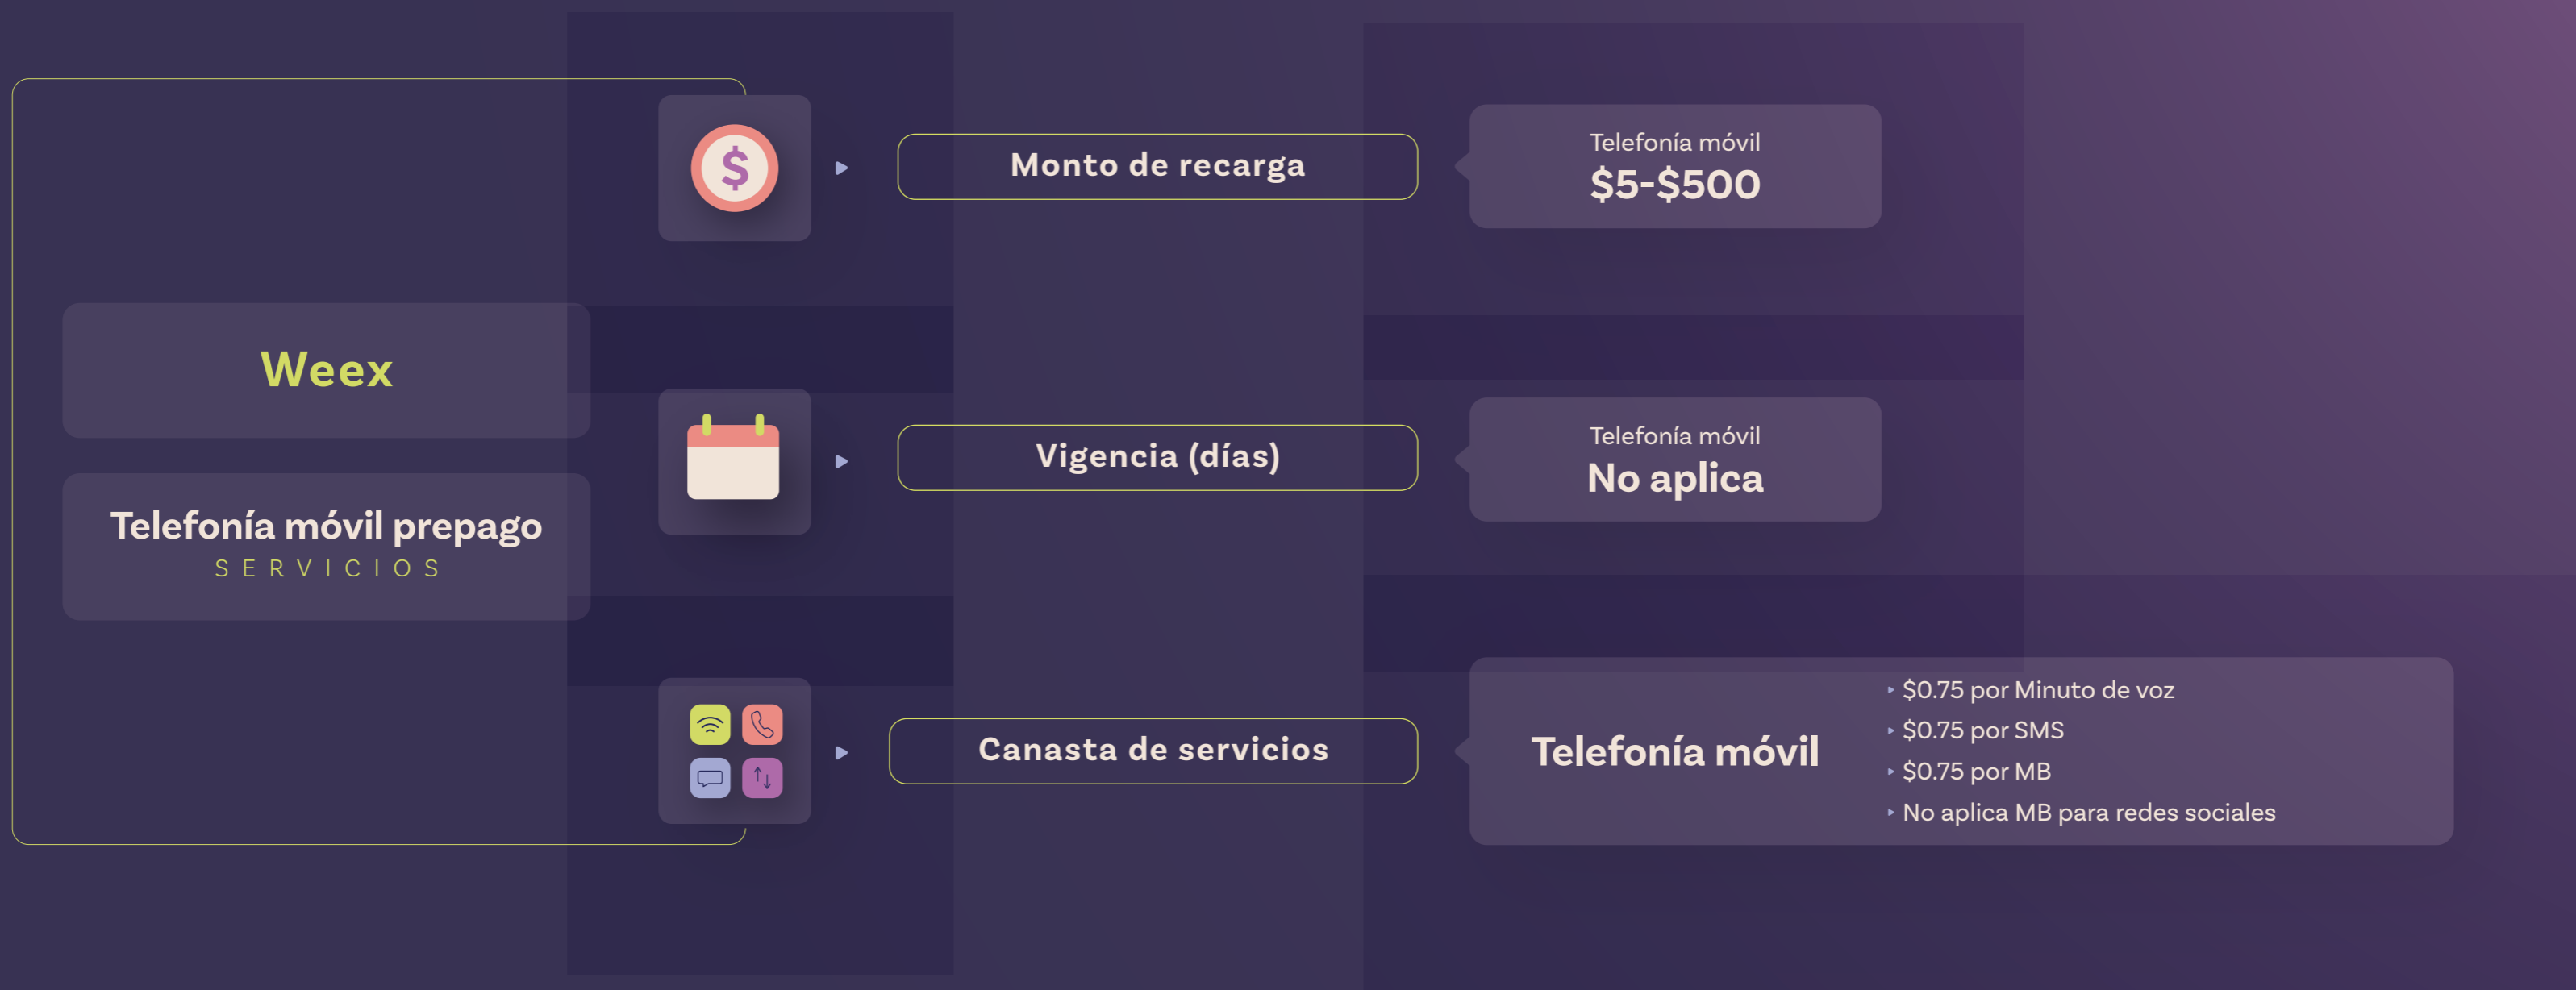 Weex
Telefonía móvil prepago
SERVICIOS
$
Monto de recarga
Telefonía móvil
$5-$500
Vigencia (días)
Telefonía móvil
No aplica
Canasta de servicios
Telefonía móvil
$0.75 por Minuto de voz
$0.75 por SMS
$0.75 por MB
No aplica MB para redes sociales